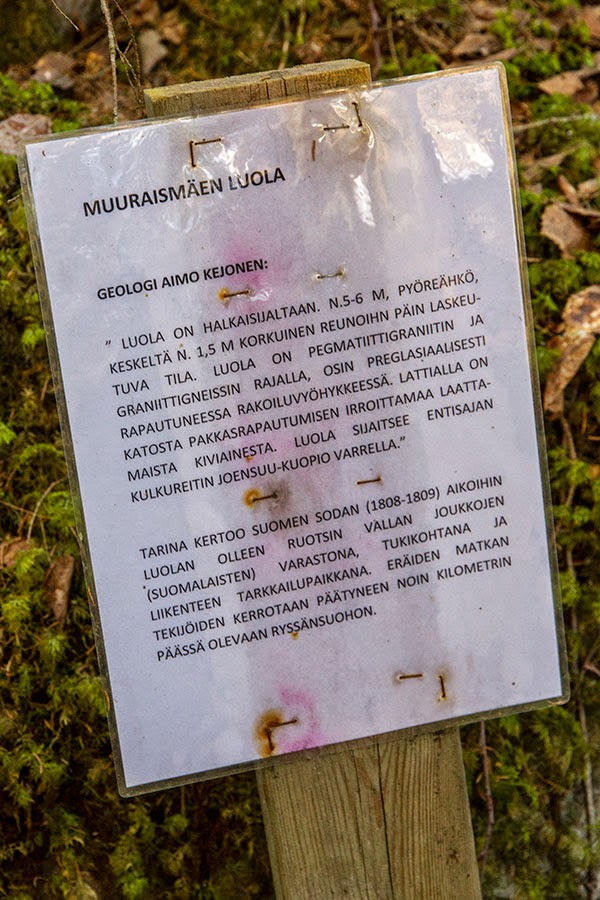 MUURAISMÄEN LUOLA
GEOLOGI AIMO KEJONEN:
” LUOLA ON HALKAISIJALTAAN. N.5-6 M, PYÖREÄHKÖ,
KESKELTÄ N. 1,5 M KORKUINEN REUNOIHN PÄIN LASKEU-
TUVA TILA. LUOLA ON PEGMATIITTIGRANIITIN JA
GRANIITTIGNEISSIN RAJALLA, OSIN PREGLASIAALISESTI
RAPAUTUNEESSA RAKOILUVYÖHYKKEESSÄ. LATTIALLA ON
KATOSTA PAKKASRAPAUTUMISEN IRROITTAMAA LAATTA-
MAISTA KIVIAINESTA. LUOLA SIJAITSEE ENTISAJAN
KULKUREITIN JOENSUU-KUOPIO VARRELLA.”
TARINA KERTOO SUOMEN SODAN (1808-1809) AIKOIHIN
LUOLAN OLLEEN RUOTSIN VALLAN JOUKKOJEN
(SUOMALAISTEN) VARASTONA, TUKIKOHTANA JA
LIIKENTEEN TARKKAILUPAIKKANA. ERÄIDEN MATKAN
TEKIJÖIDEN KERROTAAN PÄÄTYNEEN NOIN KILOMETRIN
PÄÄSSÄ OLEVAAN RYSSÄNSUOHON.